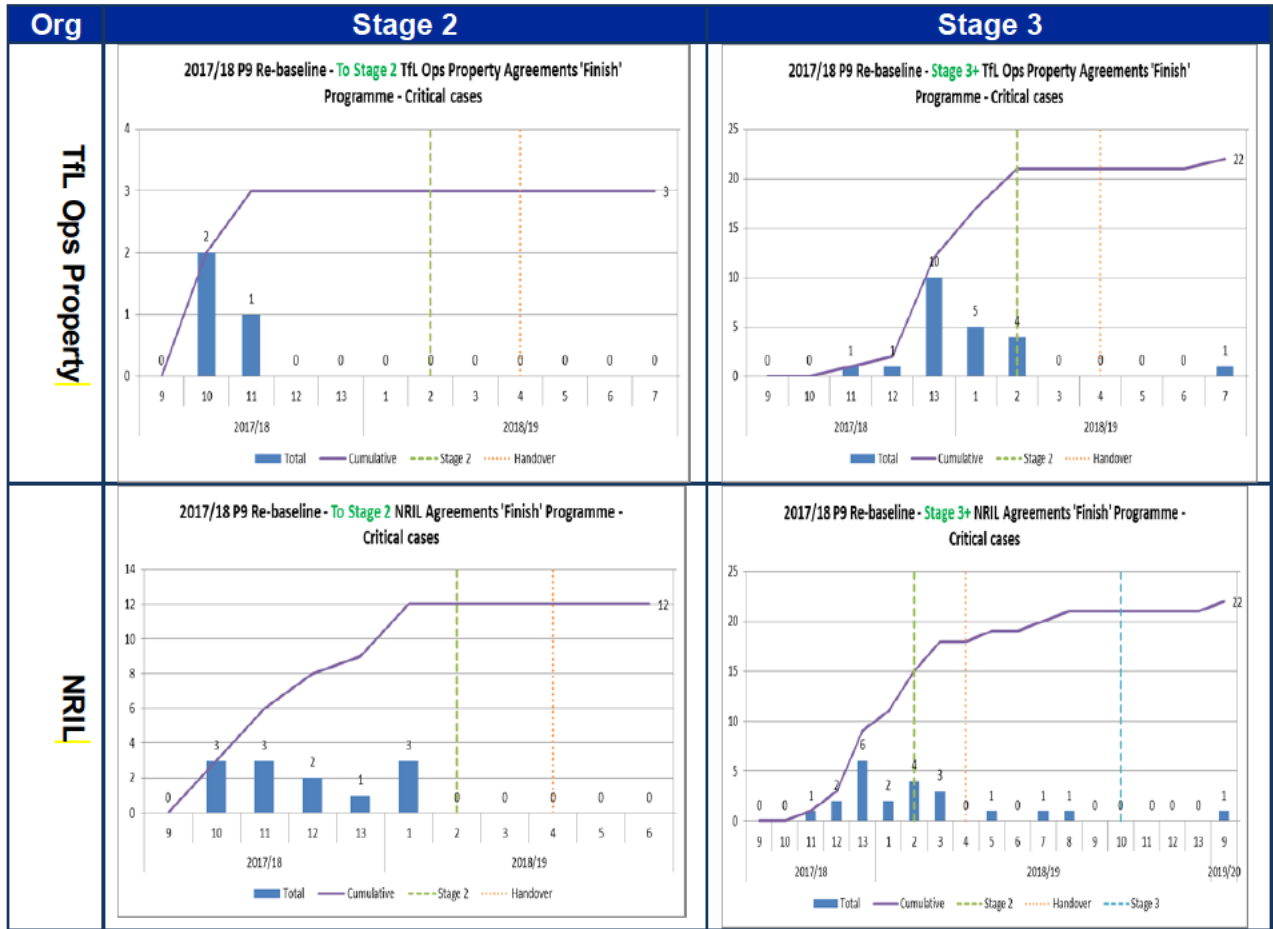 Org Stage 2 Stage 3
TfL Ops Property
2017/18 P9 Re-baseline - To Stage 2 TfL Ops Property Agreements 'Finish'
Programme - Critical cases
4
3
2
1
0
3
0 2 1 0 0 0 0 0 0 0 0 0
9 10 11 12 13 1 2 3 4 5 6 7
2017/18 2018/19
Total Cumulative Stage 2 Handover
2017/18 P9 Re-baseline - Stage 3+ TfL Ops Property Agreements 'Finish'
Programme - Critical cases
25
20
15
10
5
0
22
0 0 1 1 10 5 4 0 0 0 0 1
9 10 11 12 13 1 2 3 4 5 6 7
2017/18 2018/19
Total Cumulative Stage 2 Handover
NRIL
2017/18 P9 Re-baseline - To Stage 2 NRIL Agreements 'Finish' Programme -
Critical cases
14
12
10
8
6
4
2
0
12
0 3 3 2 1 3 0 0 0 0 0
9 10 11 12 13 1 2 3 4 5 6
2017/18 2018/19
Total Cumulative Stage 2 Handover
2017/18 P9 Re-baseline - Stage 3+ NRIL Agreements 'Finish' Programme -
Critical cases
25
20
15
10
5
0
22
0 0 1 2 6 2 4 3 0 1 0 1 1 0 0 0 0 0 1
9 10 11 12 13 1 2 3 4 5 6 7 8 9 10 11 12 13 9
2017/18 2018/19 2019/20
Total Cumulative Stage 2 Handover Stage 3